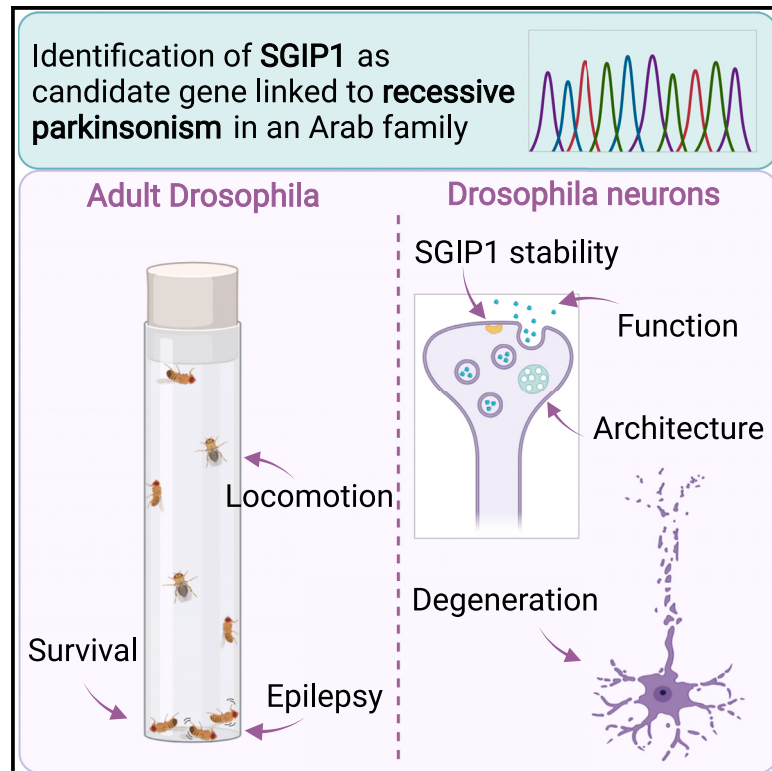 Identification of SGIP1 as
candidate gene linked to recessive
parkinsonism in an Arab family
Adult Drosophila
Drosophila neurons
SGIP1 stability
Function
Architecture
Locomotion
Degeneration
Survival
Epilepsy